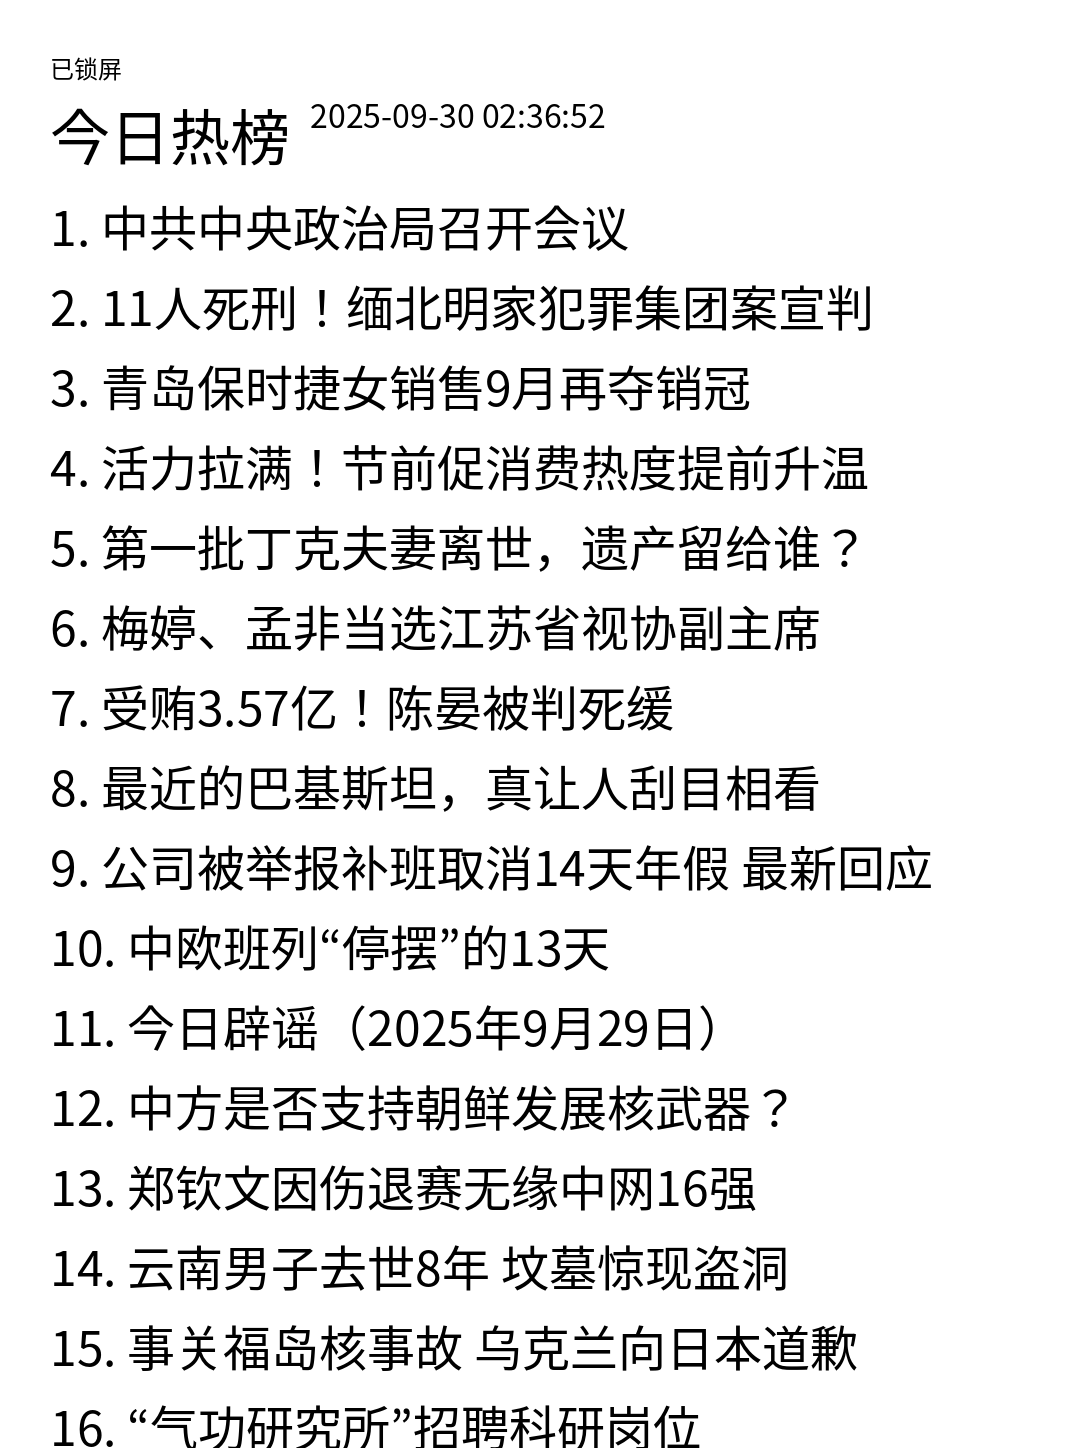 已锁屏
今日热榜 2025-09-30 02:36:52
1. 中共中央政治局召开会议
2. 11人死刑！缅北明家犯罪集团案宣判
3. 青岛保时捷女销售9月再夺销冠
4. 活力拉满！节前促消费热度提前升温
5. 第一批丁克夫妻离世，遗产留给谁？
6. 梅婷、孟非当选江苏省视协副主席
7. 受贿3.57亿！陈晏被判死缓
8. 最近的巴基斯坦，真让人刮目相看
9. 公司被举报补班取消14天年假 最新回应
10. 中欧班列“停摆”的13天
11. 今日辟谣（2025年9月29日）
12. 中方是否支持朝鲜发展核武器？
13. 郑钦文因伤退赛无缘中网16强
14. 云南男子去世8年 坟墓惊现盗洞
15. 事关福岛核事故 乌克兰向日本道歉
16. “气功研究所”招聘科研岗位